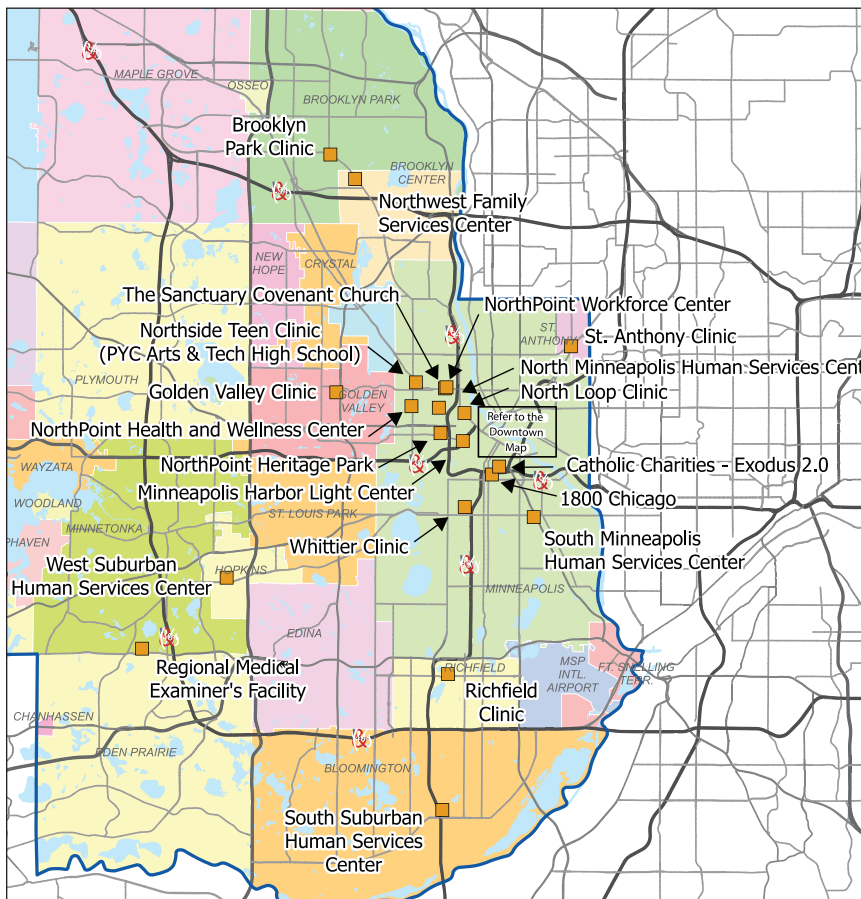 MAPLE GROVE
OSSEO
BROOKLYN PARK
Brooklyn
Park Clinic
BROOKLYN
CENTER
Northwest Family
Services Center
NEW
HOPE
CRYSTAL
The Sanctuary Covenant Church
NorthPoint Workforce Center
Northside Teen Clinic
(PYC Arts & Tech High School)
ST.
ANTHONY
St. Anthony Clinic
North Minneapolis Human Services Cent
PLYMOUTH
Golden Valley Clinic
GOLDEN
VALLEY
North Loop Clinic
Refer to the
Downtown
Map
NorthPoint Health and Wellness Center
NorthPoint Heritage Park
Catholic Charities - Exodus 2.0
WAYZATA
Minneapolis Harbor Light Center
1800 Chicago
WOODLAND
ST. LOUIS PARK
MINNETONKA
PHAVEN
Whittier Clinic
South Minneapolis
Human Services Center
West Suburban
Human Services Center
HOPKINS
MINNEAPOLIS
EDINA
Regional Medical
Examiner's Facility
RICHFIELD
MSP
INTL.
AIRPORT
FT. SNELLING
TERR.
Richfield
Clinic
CHANHASSEN
EDEN PRAIRIE
BLOOMINGTON
South Suburban
Human Services
Center